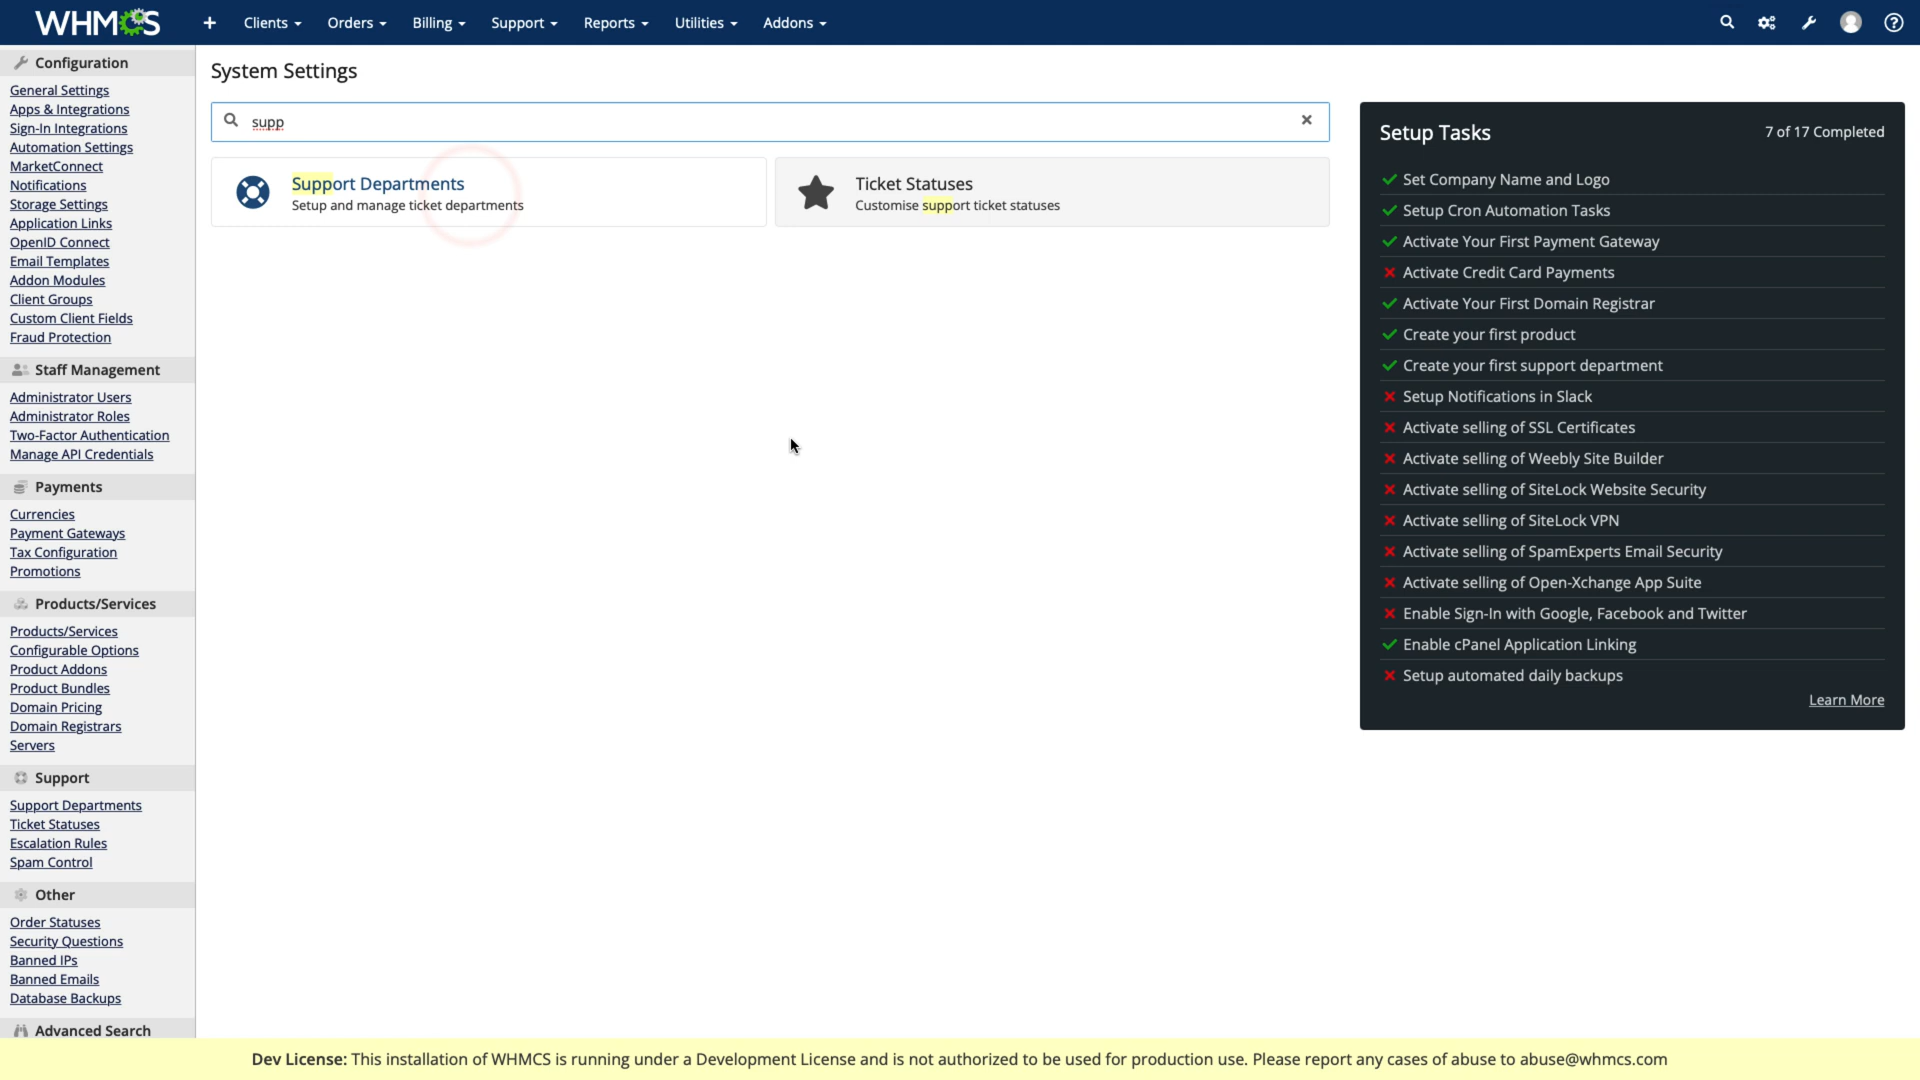 WHMCS
Clients
Orders
Billing
Support
Reports
Utilities
Addons
Configuration
General Settings
Apps & Integrations
Sign-In Integrations
Automation Settings
MarketConnect
Notifications
Storage Settings
Application Links
OpenID Connect
Email Templates
Addon Modules
Client Groups
Custom Client Fields
Fraud Protection
Staff Management
Administrator Users
Administrator Roles
Two-Factor Authentication
Manage API Credentials
Payments
Currencies
Payment Gateways
Tax Configuration
Promotions
Products/Services
Products/Services
Configurable Options
Product Addons
Product Bundles
Domain Pricing
Domain Registrars
Servers
Support
Support Departments
Ticket Statuses
Escalation Rules
Spam Control
Other
Order Statuses
Security Questions
Banned IPs
Banned Emails
Database Backups
Advanced Search
System Settings
supp
Support Departments
Setup and manage ticket departments
Ticket Statuses
Customise support ticket statuses
Setup Tasks
7 of 17 Completed
Set Company Name and Logo
Setup Cron Automation Tasks
Activate Your First Payment Gateway
Activate Credit Card Payments
Activate Your First Domain Registrar
Create your first product
Create your first support department
Setup Notifications in Slack
Activate selling of SSL Certificates
Activate selling of Weebly Site Builder
Activate selling of SiteLock Website Security
Activate selling of SiteLock VPN
Activate selling of SpamExperts Email Security
Activate selling of Open-Xchange App Suite
Enable Sign-In with Google, Facebook and Twitter
Enable cPanel Application Linking
Setup automated daily backups
Learn More
Dev License: This installation of WHMCS is running under a Development License and is not authorized to be used for production use. Please report any cases of abuse to abuse@whmcs.com